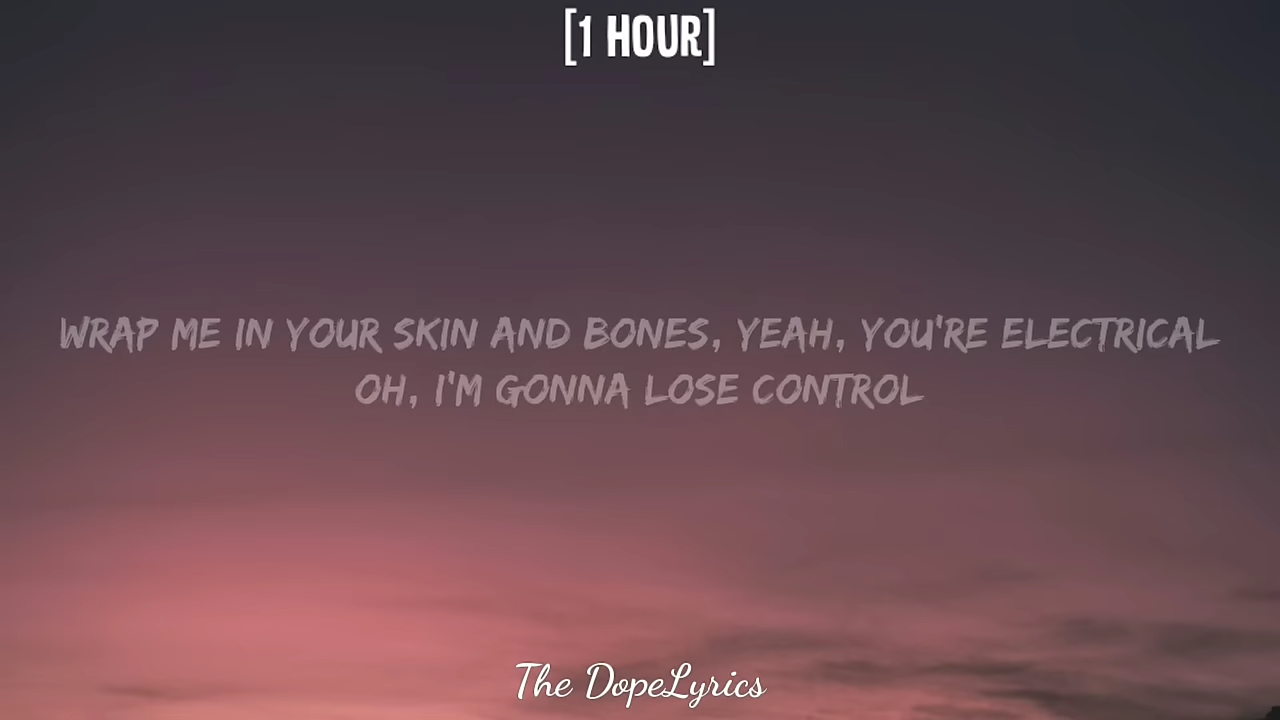 [1 HOUR]
WRAP ME IN YOUR SKIN AND BONES, YEAH, YOU'RE ELECTRICAL
OH, I'M GONNA LOSE CONTROL
The DopeLyrics